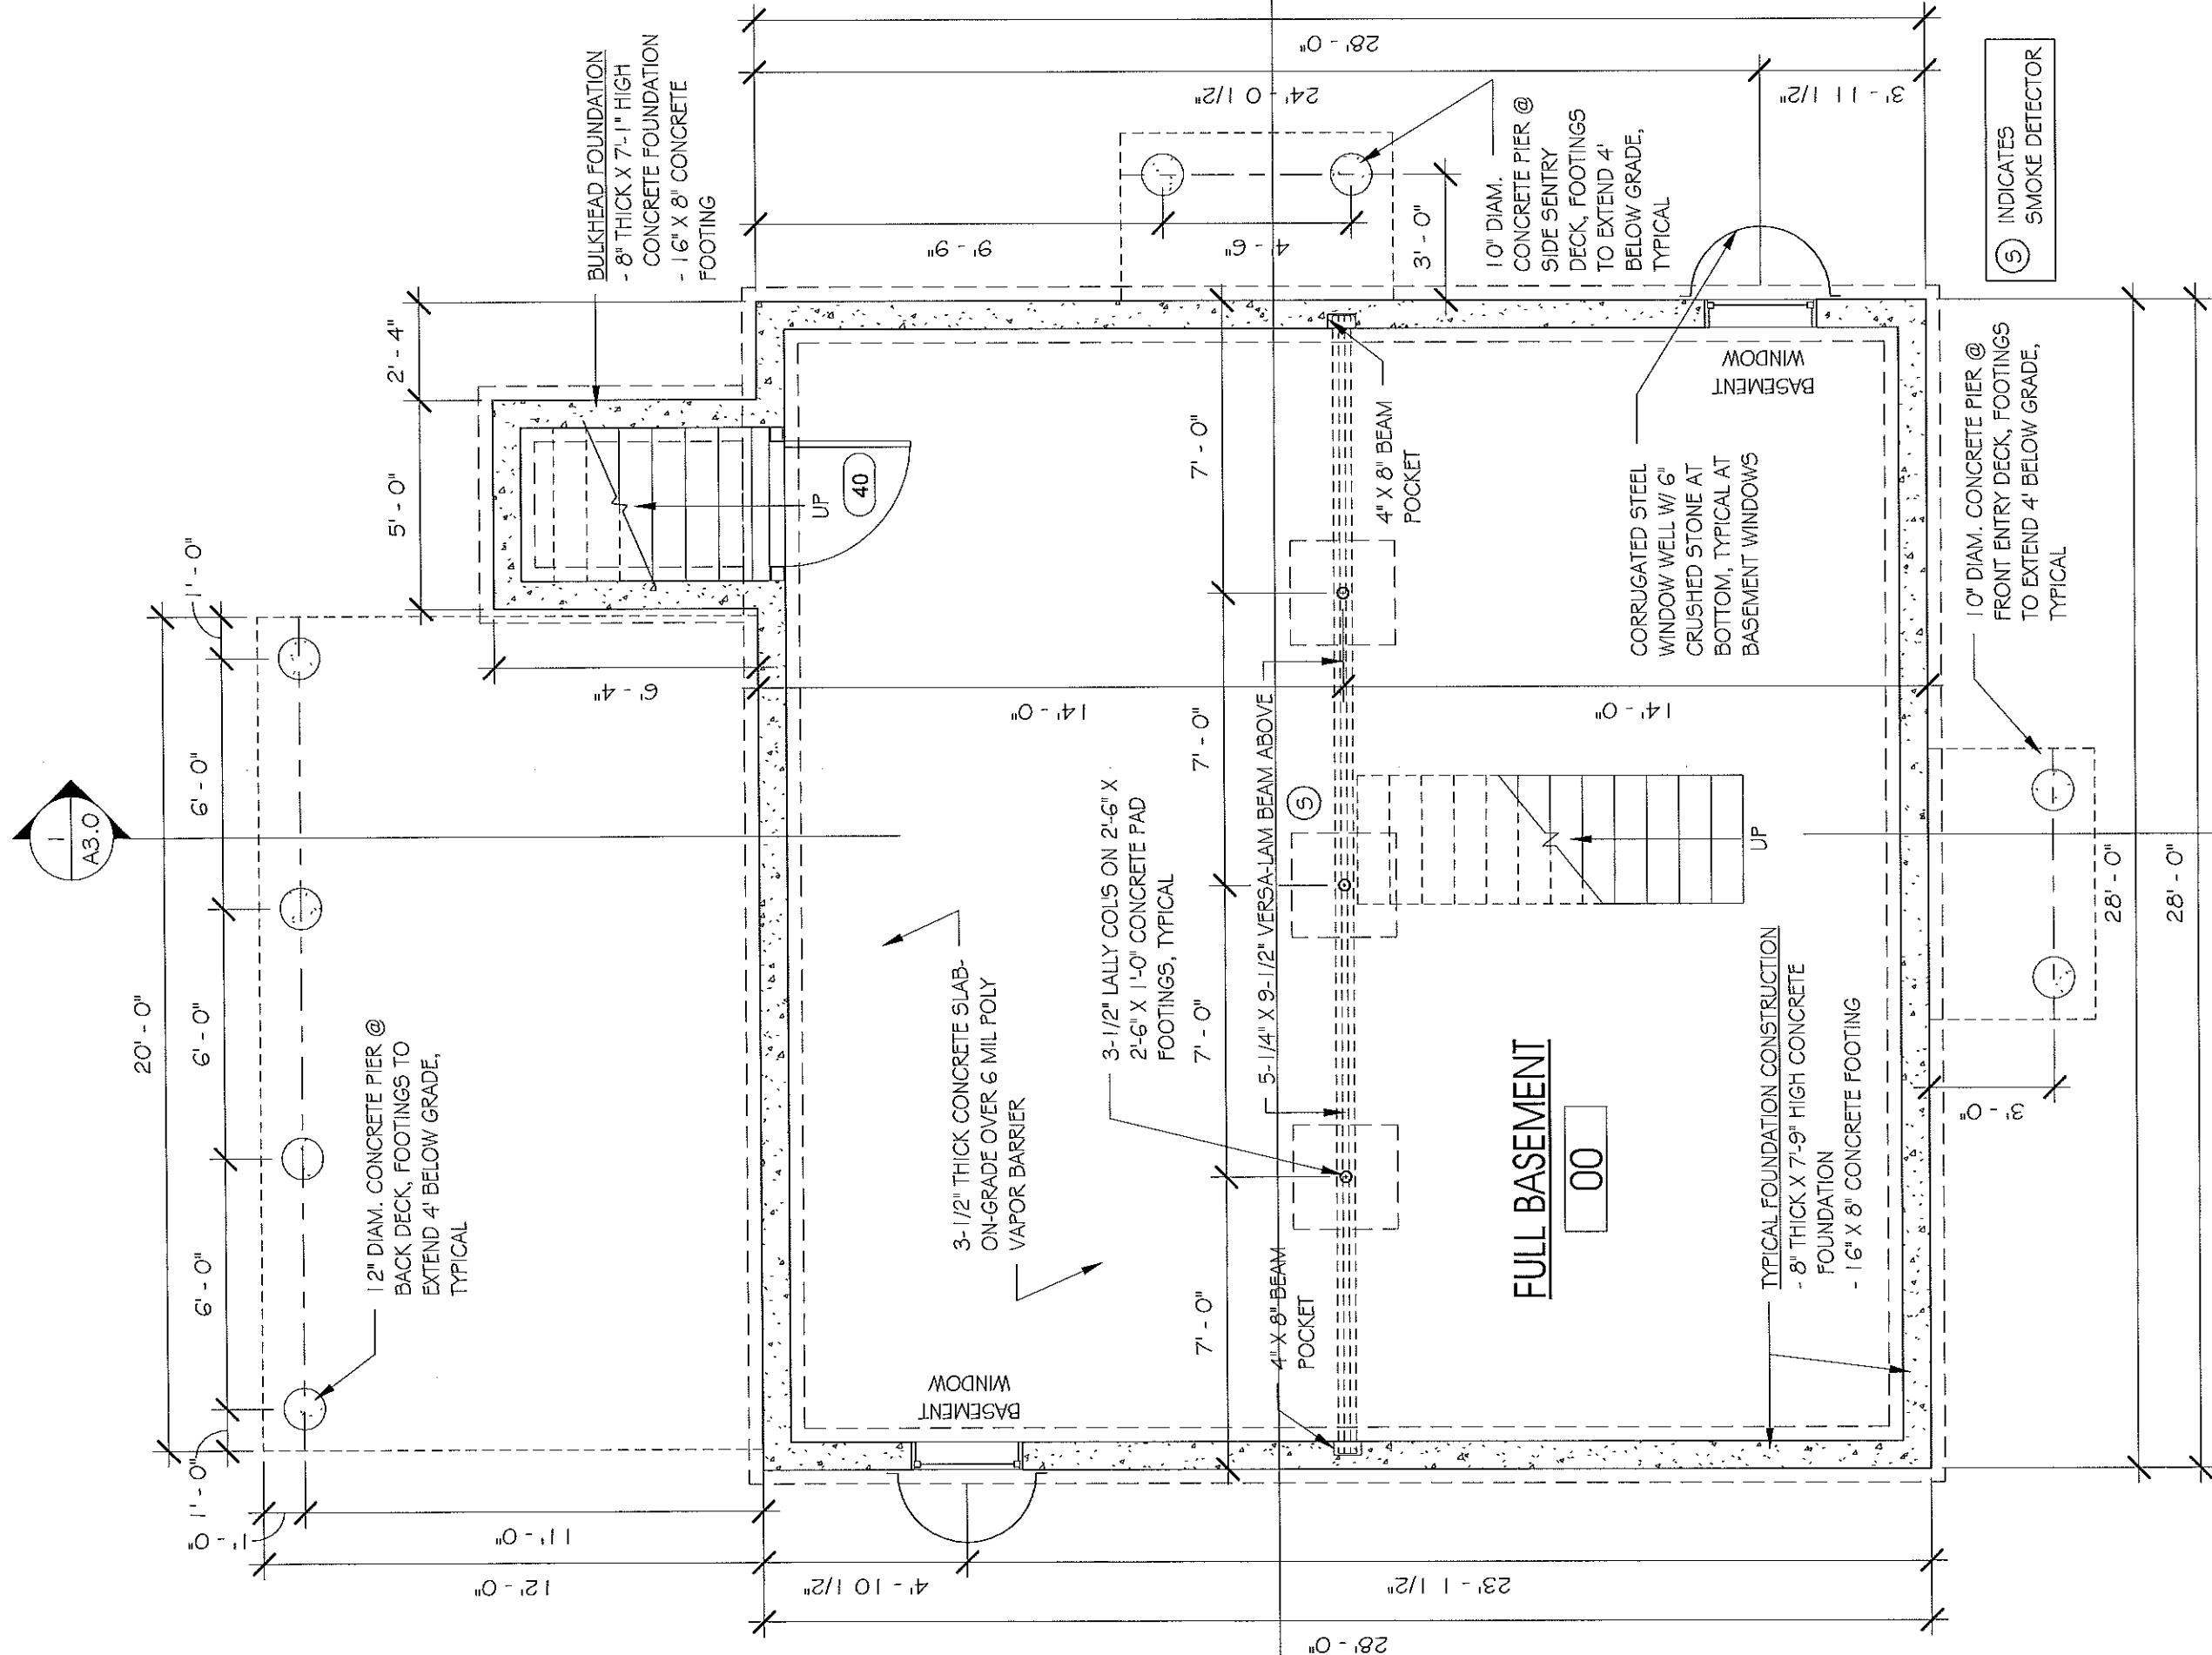 1
A3.0
20' - 0"
1' - 0"
6' - 0"
6' - 0"
6' - 0"
1' - 0"
5' - 0"
2' - 4"
6' - 4"
BULKHEAD FOUNDATION
- 8" THICK X 7'-1" HIGH
CONCRETE FOUNDATION
- 16" X 8" CONCRETE
FOOTING
12" DIAM. CONCRETE PIER @
BACK DECK, FOOTINGS TO
EXTEND 4' BELOW GRADE,
TYPICAL
UP
40
28' - 0"
24' - 0 1/2"
3' - 11 1/2"
9' - 9"
4' - 6"
3' - 0"
10" DIAM.
CONCRETE PIER @
SIDE SENTRY
DECK, FOOTINGS
TO EXTEND 4'
BELOW GRADE,
TYPICAL
3-1/2" THICK CONCRETE SLAB-
ON-GRADE OVER 6 MIL POLY
VAPOR BARRIER
3-1/2" LALLY COLS ON 2'-6" X
2'-6" X 1'-0" CONCRETE PAD
FOOTINGS, TYPICAL
14' - 0"
14' - 0"
7' - 0"
7' - 0"
7' - 0"
7' - 0"
5-1/4" X 9-1/2" VERSA-LAM BEAM ABOVE
S
4" X 8" BEAM
POCKET
4" X 8" BEAM
POCKET
BASEMENT
WINDOW
BASEMENT
WINDOW
CORRUGATED STEEL
WINDOW WELL W/ 6"
CRUSHED STONE AT
BOTTOM, TYPICAL AT
BASEMENT WINDOWS
UP
FULL BASEMENT
00
TYPICAL FOUNDATION CONSTRUCTION
- 8" THICK X 7'-9" HIGH CONCRETE
FOUNDATION
- 16" X 8" CONCRETE FOOTING
1' - 0"
11' - 0"
12' - 0"
4' - 10 1/2"
23' - 1 1/2"
28' - 0"
3' - 0"
10" DIAM. CONCRETE PIER @
FRONT ENTRY DECK, FOOTINGS
TO EXTEND 4' BELOW GRADE,
TYPICAL
28' - 0"
28' - 0"
S INDICATES
SMOKE DETECTOR